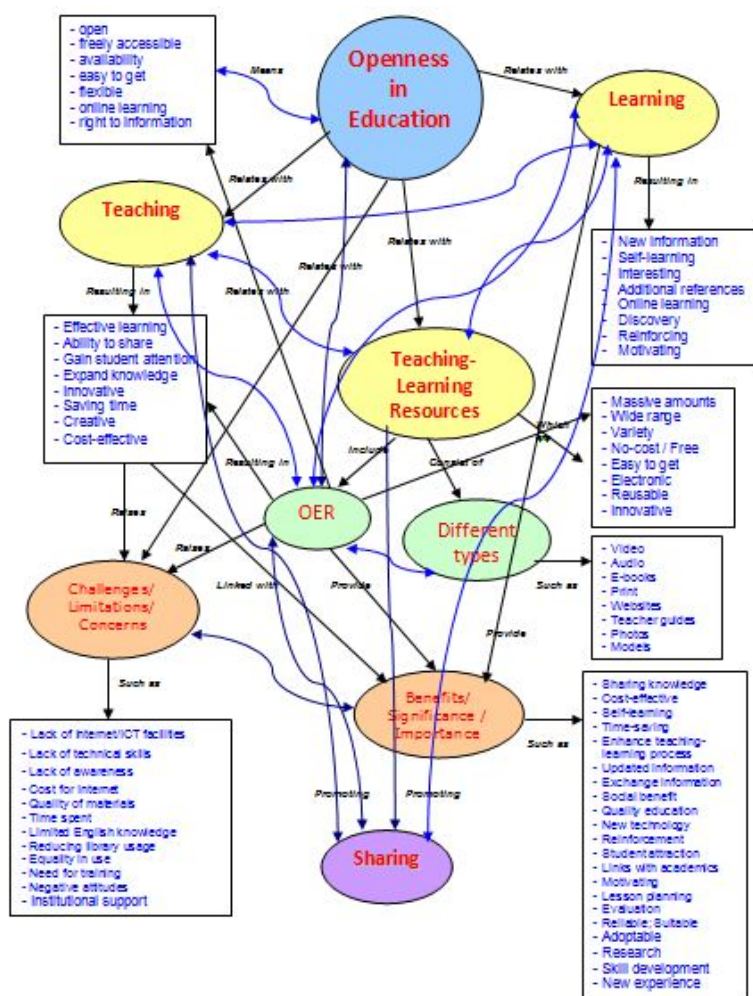 - open
- freely accessible
- availability
- easy to get
- flexible
- online learning
- right to information
Means
Openness
in
Education
Relates with
Learning
Relates with
Teaching
Relates with
Relates with
Resulting in
Resulting in
Relates with
- New information
- Self-learning
- Interesting
- Additional references
- Online learning
- Discovery
- Reinforcing
- Motivating
- Effective learning
- Ability to share
- Gain student attention
- Expand knowledge
- Innovative
- Saving time
- Creative
- Cost-effective
Teaching-
Learning
Resources
- Massive amounts
- Wide range
- Variety
- No-cost / Free
- Easy to get
- Electronic
- Reusable
- Innovative
Which
Include
Consist of
Resulting in
OER
Different
types
Raises
Raises
Linked with
Provide
Such as
- Video
- Audio
- E-books
- Print
- Websites
- Teacher guides
- Photos
- Models
Challenges/
Limitations/
Concerns
Provide
Such as
Benefits/
Significance /
Importance
Such as
- Lack of Internet/ICT facilities
- Lack of technical skills
- Lack of awareness
- Cost for Internet
- Quality of materials
- Time spent
- Limited English knowledge
- Reducing library usage
- Equality in use
- Need for training
- Negative attitudes
- Institutional support
Promoting
Promoting
Sharing
- Sharing knowledge
- Cost-effective
- Self-learning
- Time-saving
- Enhance teaching-
learning process
- Updated information
- Exchange information
- Social benefit
- Quality education
- New technology
- Reinforcement
- Student attraction
- Links with academics
- Motivating
- Lesson planning
- Evaluation
- Reliable; Suitable
- Adoptable
- Research
- Skill development
- New experience